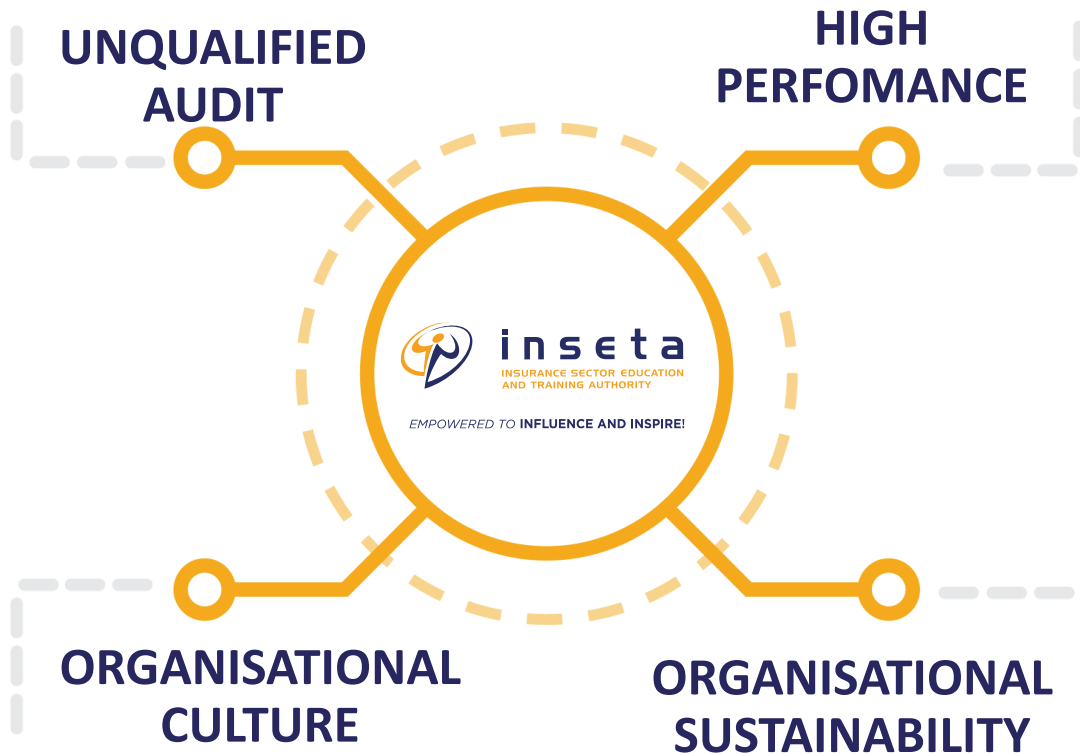 UNQUALIFIED
AUDIT
HIGH
PERFOMANCE
inseta
INSURANCE SECTOR EDUCATION
AND TRAINING AUTHORITY
EMPOWERED TO INFLUENCE AND INSPIRE!
ORGANISATIONAL
CULTURE
ORGANISATIONAL
SUSTAINABILITY